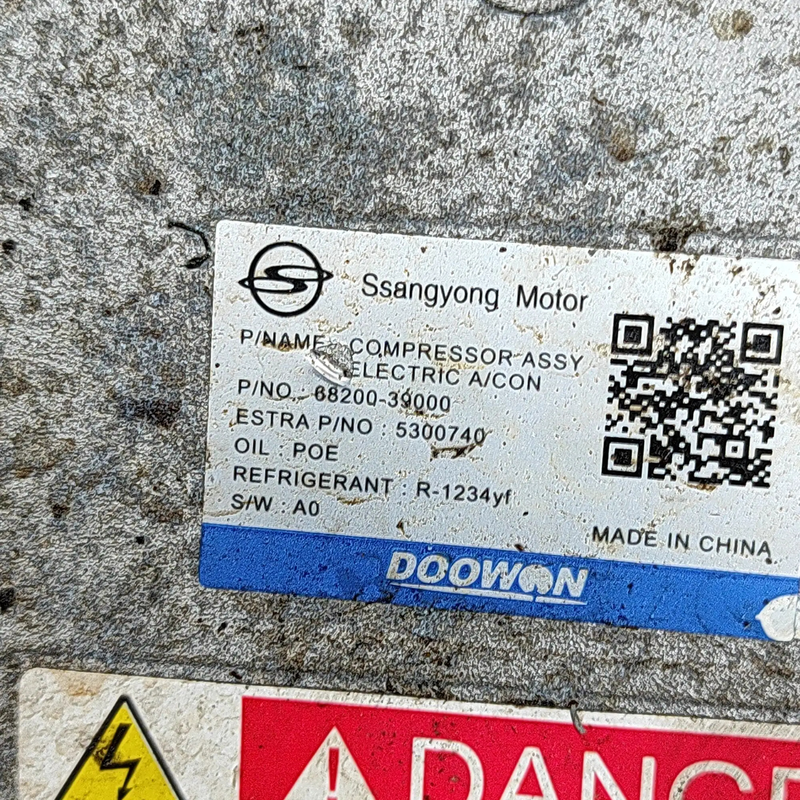 Ssangyong Motor
P/NAME : COMPRESSOR ASSY
ELECTRIC A/CON
P/NO. : 68200-39000
ESTRA P/NO : 5300740
OIL : POE
REFRIGERANT : R-1234yf
S/W : A0
MADE IN CHINA
DOOWON
DANGE